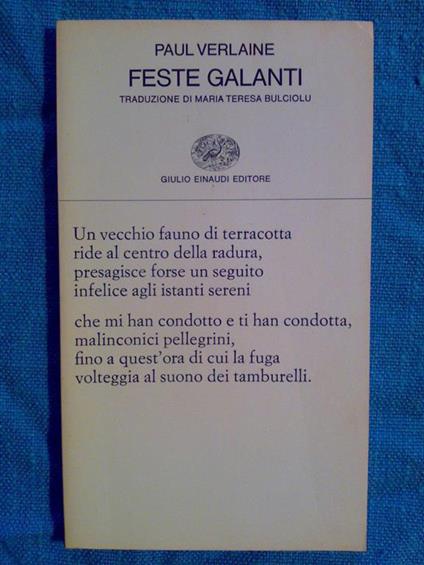 PAUL VERLAINE
FESTE GALANTI
TRADUZIONE DI MARIA TERESA BULCIOLU
GIULIO EINAUDI EDITORE
Un vecchio fauno di terracotta
ride al centro della radura,
presagisce forse un seguito
infelice agli istanti sereni
che mi han condotto e ti han condotta,
malinconici pellegrini,
fino a quest'ora di cui la fuga
volteggia al suono dei tamburelli.